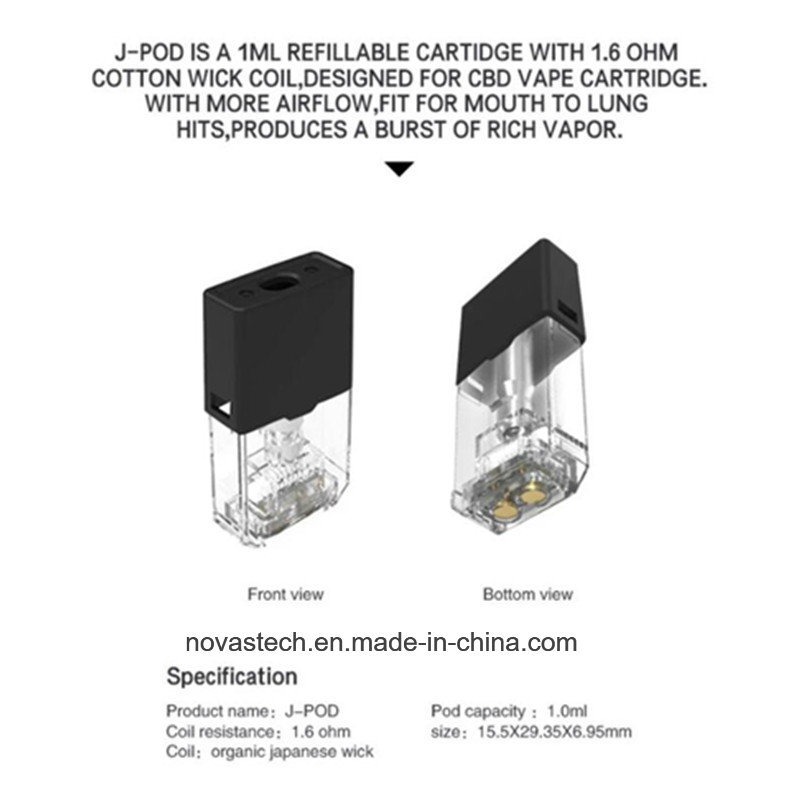 J-POD IS A 1ML REFILLABLE CARTIDGE WITH 1.6 OHM
COTTON WICK COIL,DESIGNED FOR CBD VAPE CARTRIDGE.
WITH MORE AIRFLOW,FIT FOR MOUTH TO LUNG
HITS,PRODUCES A BURST OF RICH VAPOR.
Front view
Bottom view
novastech.en.made-in-china.com
Specification
Product name: J-POD
Coil resistance: 1.6 ohm
Coil: organic japanese wick
Pod capacity : 1.0ml
size: 15.5X29.35X6.95mm